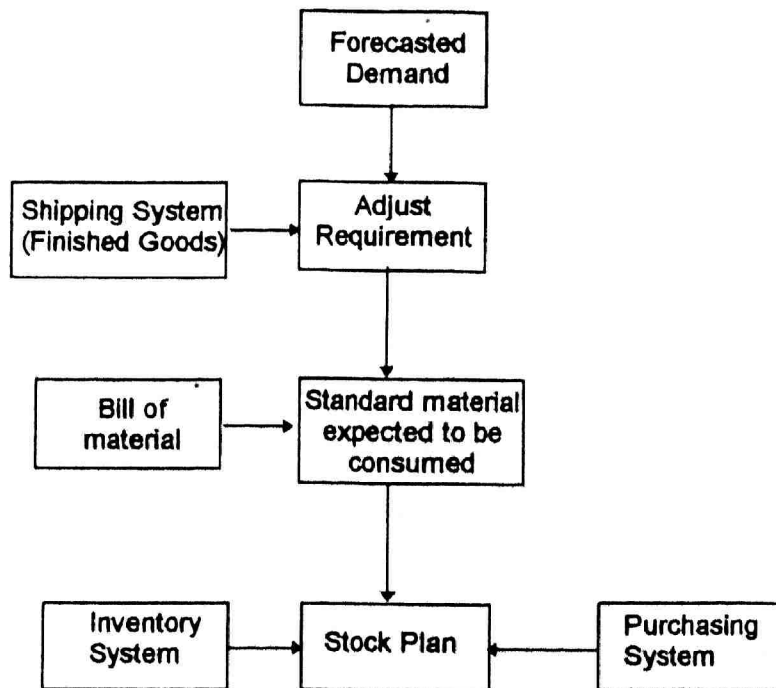 Forecasted
Demand
Shipping System
(Finished Goods)
Adjust
Requirement
Bill of
material
Standard material
expected to be
consumed
Inventory
System
Stock Plan
Purchasing
System